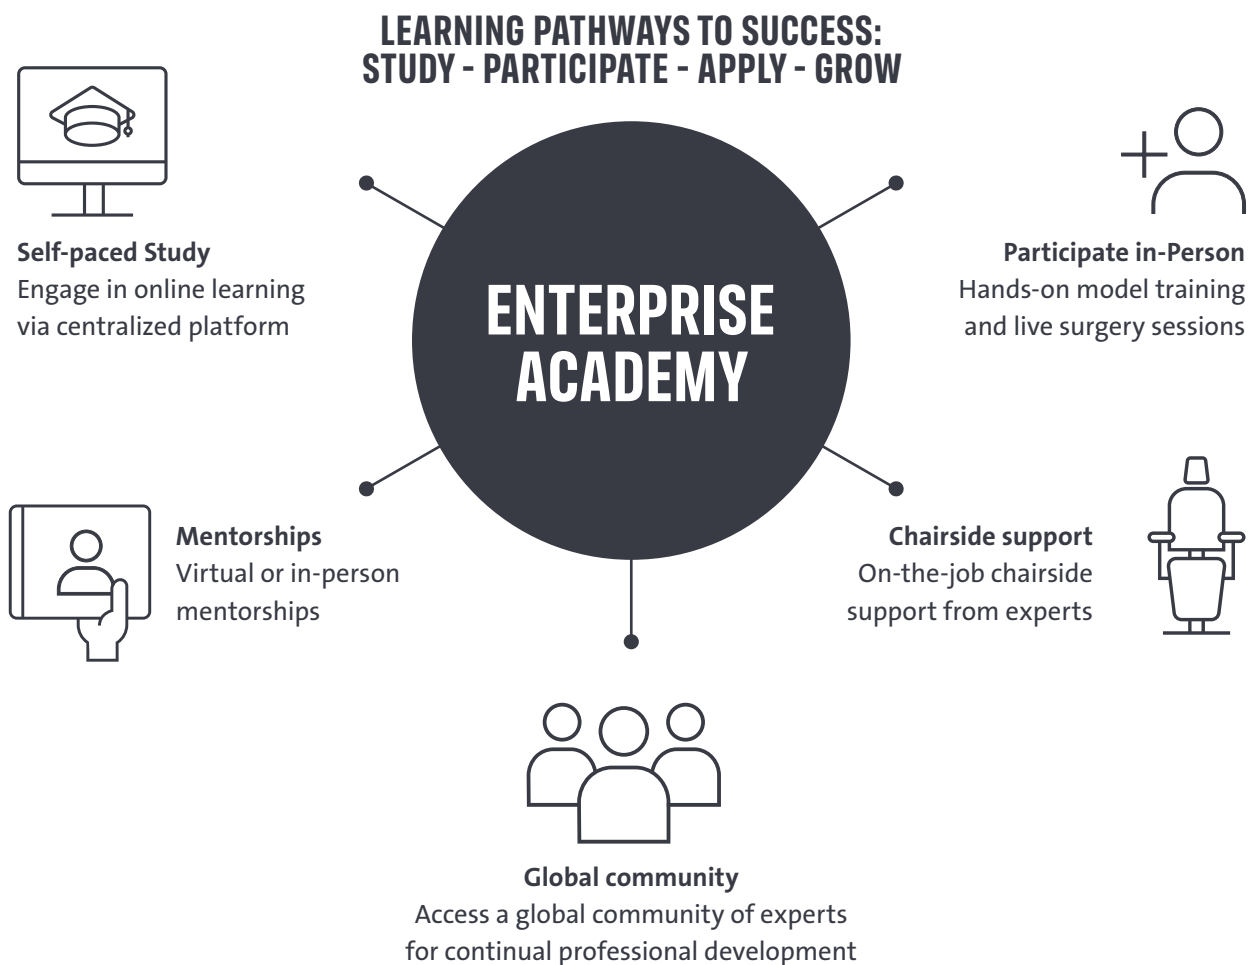 LEARNING PATHWAYS TO SUCCESS:
STUDY - PARTICIPATE - APPLY - GROW
ENTERPRISE
ACADEMY
Self-paced Study
Engage in online learning
via centralized platform
Participate in-Person
Hands-on model training
and live surgery sessions
Mentorships
Virtual or in-person
mentorships
Chairside support
On-the-job chairside
support from experts
Global community
Access a global community of experts
for continual professional development